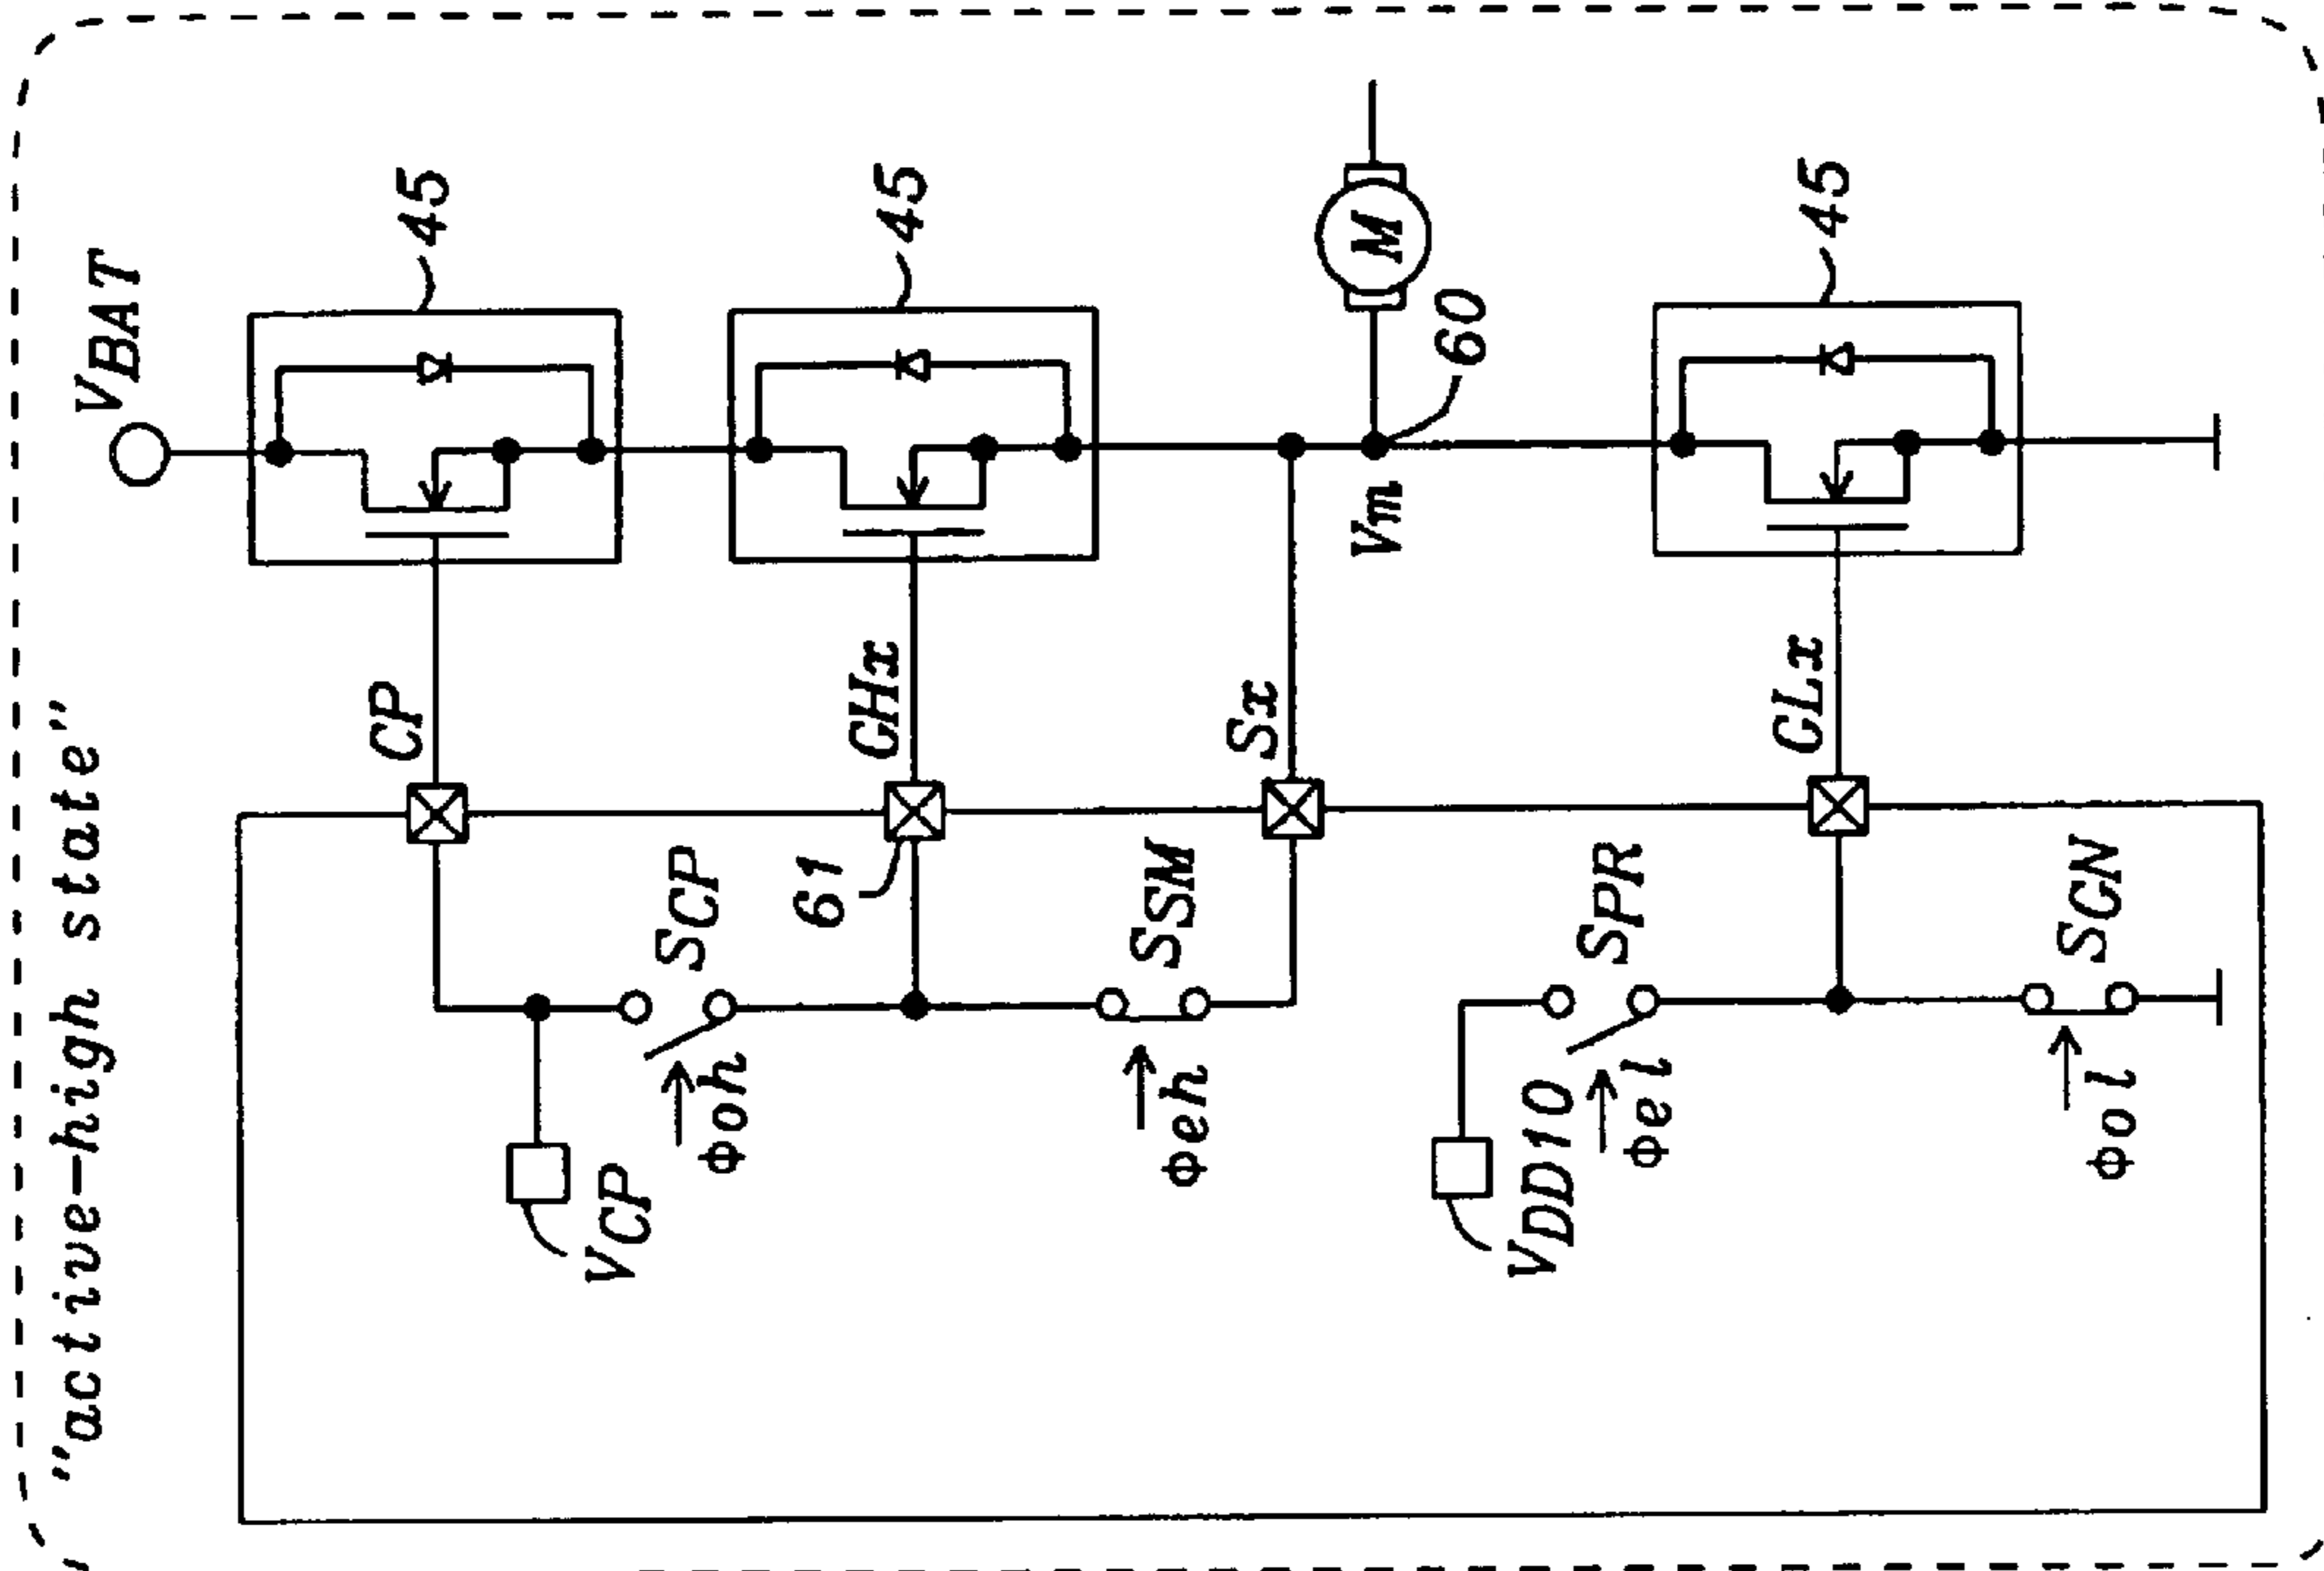 "active-high state"
VBAT
45
45
45
M
60
Vm
CP
GHx
Sx
GLx
61
SCP
SSM
SPR
SGN
VCP
Φoh
Φeh
VDD10
Φel
Φol